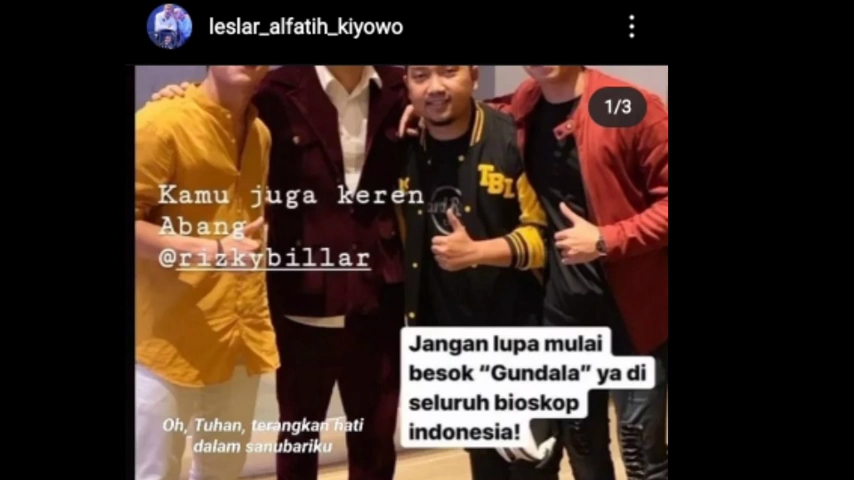 leslar_alfatih_kiyowo
1/3
Kamu juga keren
Abang
@rizkybillar
TBL
Jangan lupa mulai
besok “Gundala” ya di
seluruh bioskop
indonesia!
Oh, Tuhan, terangkan hati
dalam sanubariku